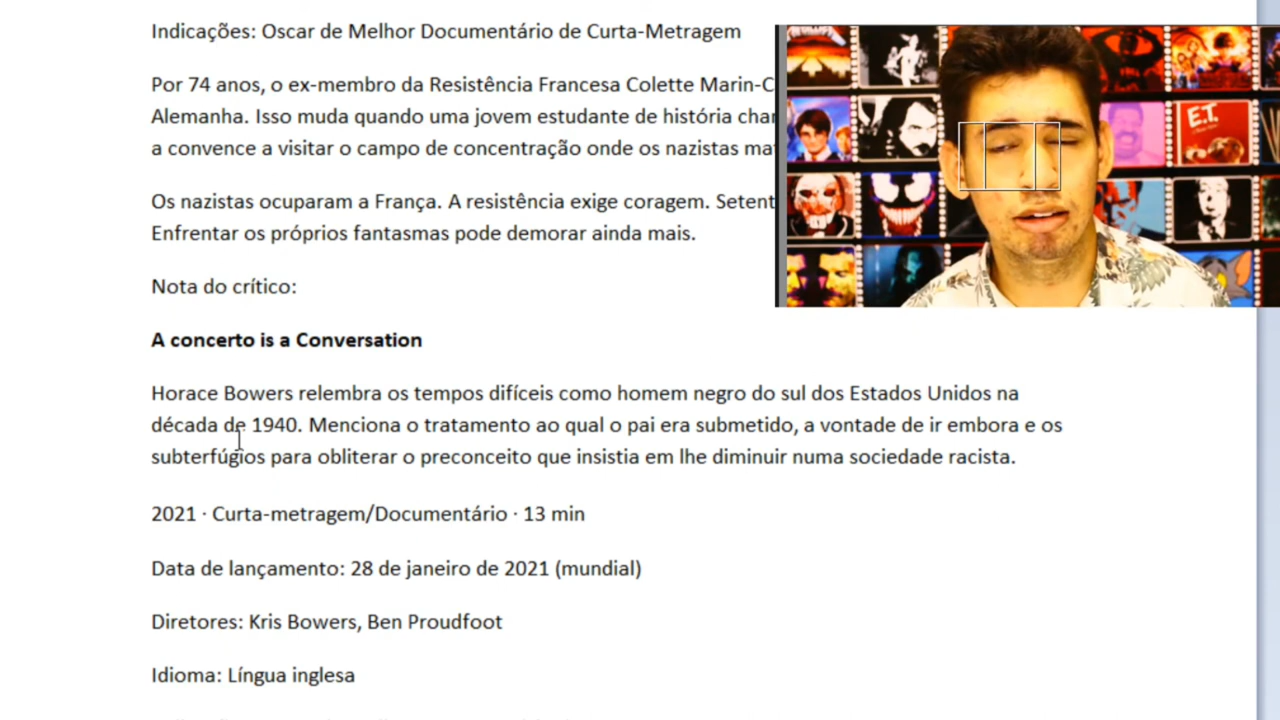 Indicações: Oscar de Melhor Documentário de Curta-Metragem
Por 74 anos, o ex-membro da Resistência Francesa Colette Marin-C
Alemanha. Isso muda quando uma jovem estudante de história
a convence a visitar o campo de concentração onde os nazistas
Os nazistas ocuparam a França. A resistência exige coragem.
Enfrentar os próprios fantasmas pode demorar ainda mais.
Nota do crítico:
A concerto is a Conversation
Horace Bowers relembra os tempos difíceis como homem negro do sul dos Estados Unidos na
década de 1940. Menciona o tratamento ao qual o pai era submetido, a vontade de ir embora e os
subterfúgios para obliterar o preconceito que insistia em lhe diminuir numa sociedade racista.
2021 · Curta-metragem/Documentário · 13 min
Data de lançamento: 28 de janeiro de 2021 (mundial)
Diretores: Kris Bowers, Ben Proudfoot
Idioma: Língua inglesa
E.T.